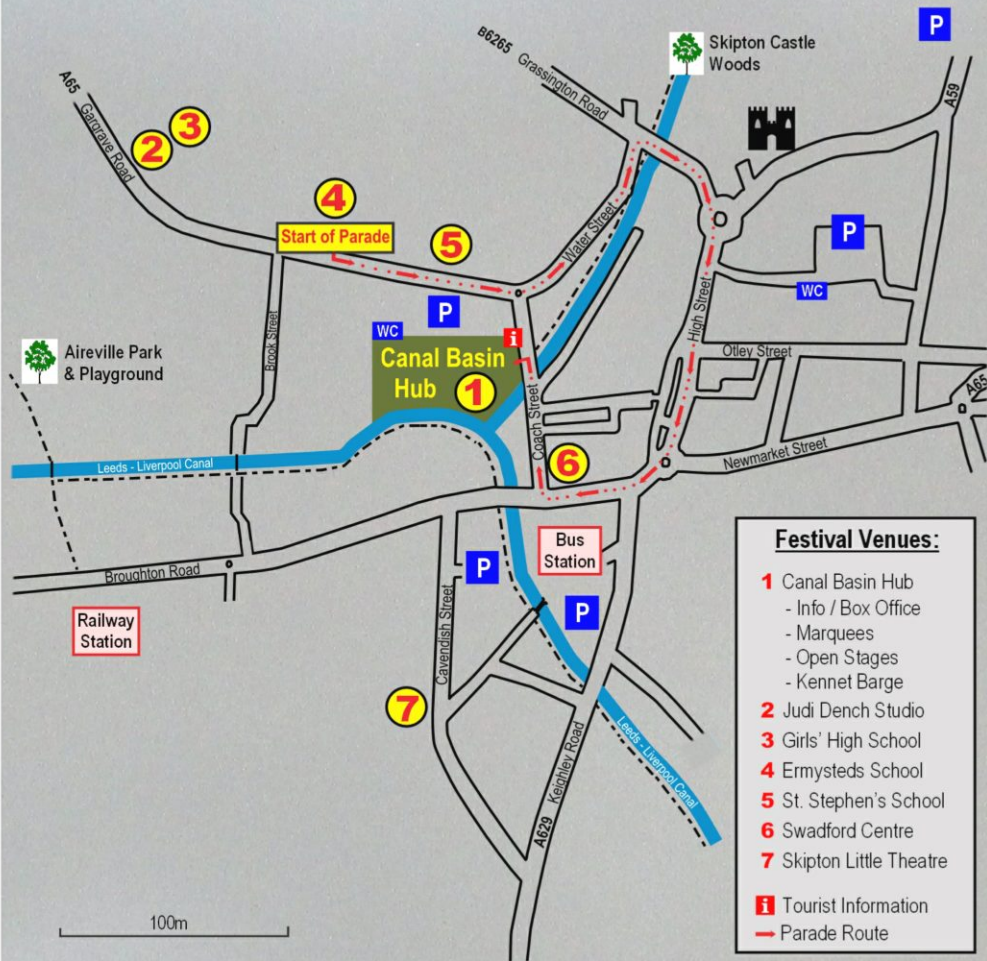 P
B6265
Grassington Road
Skipton Castle
Woods
A65
Gargrave Road
A59
3
2
4
Start of Parade
5
Water Street
P
WC
P
WC
i
High Street
Brook Street
Aireville Park
& Playground
Canal Basin
Hub
1
Otley Street
A65
Coach Street
Leeds - Liverpool Canal
6
Newmarket Street
Bus
Station
Broughton Road
P
P
Railway
Station
Cavendish Street
7
Leeds - Liverpool Canal
Keighley Road
A629
100m
Festival Venues:
1 Canal Basin Hub
- Info / Box Office
- Marquees
- Open Stages
- Kennet Barge
2 Judi Dench Studio
3 Girls' High School
4 Ermysteds School
5 St. Stephen's School
6 Swadford Centre
7 Skipton Little Theatre
i Tourist Information
Parade Route